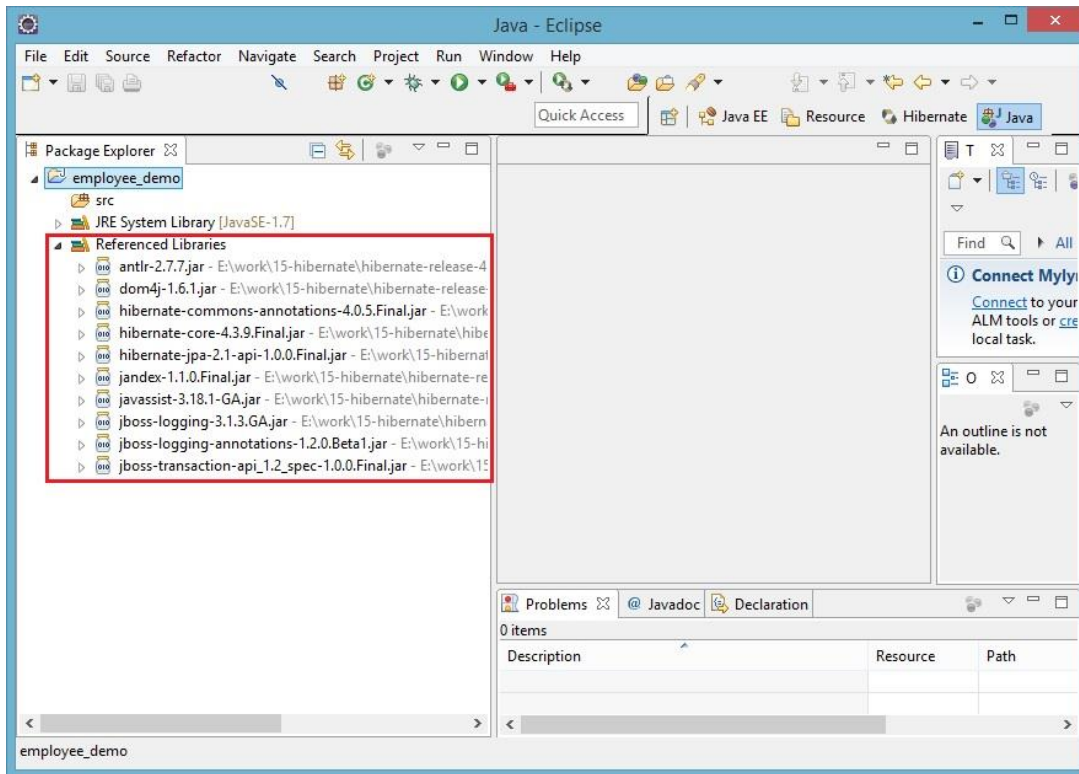 Java - Eclipse
File Edit Source Refactor Navigate Search Project Run Window Help
Quick Access Java EE Resource Hibernate Java
Package Explorer
employee_demo
src
JRE System Library [JavaSE-1.7]
Referenced Libraries
antlr-2.7.7.jar - E:\work\15-hibernate\hibernate-release-4
dom4j-1.6.1.jar - E:\work\15-hibernate\hibernate-release-
hibernate-commons-annotations-4.0.5.Final.jar - E:\work
hibernate-core-4.3.9.Final.jar - E:\work\15-hibernate\hibe
hibernate-jpa-2.1-api-1.0.0.Final.jar - E:\work\15-hibernat
jandex-1.1.0.Final.jar - E:\work\15-hibernate\hibernate-re
javassist-3.18.1-GA.jar - E:\work\15-hibernate\hibernate-
jboss-logging-3.1.3.GA.jar - E:\work\15-hibernate\hibern
jboss-logging-annotations-1.2.0.Beta1.jar - E:\work\15-hi
jboss-transaction-api_1.2_spec-1.0.0.Final.jar - E:\work\15
T
Find All
Connect Myly
Connect to your
ALM tools or cre
local task.
O
An outline is not
available.
Problems @ Javadoc Declaration
0 items
Description Resource Path
employee_demo